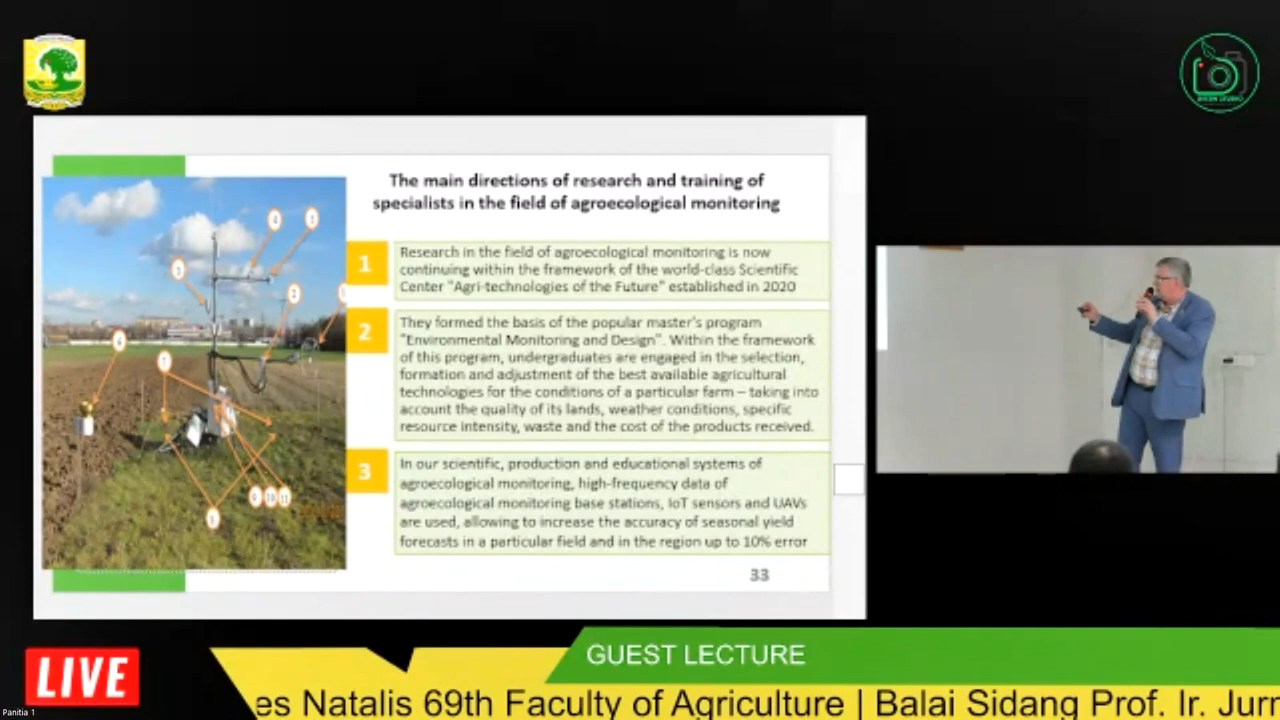 The main directions of research and training of
specialists in the field of agroecological monitoring
1
Research in the field of agroecological monitoring is now
continuing within the framework of the world-class Scientific
Center "Agri-technologies of the Future" established in 2020
2
They formed the basis of the popular master's program
"Environmental Monitoring and Design". Within the framework
of this program, undergraduates are engaged in the selection,
formation and adjustment of the best available agricultural
technologies for the conditions of a particular farm – taking into
account the quality of its lands, weather conditions, specific
resource intensity, waste and the cost of the products received.
3
In our scientific, production and educational systems of
agroecological monitoring, high-frequency data of
agroecological monitoring base stations, IoT sensors and UAVs
are used, allowing to increase the accuracy of seasonal yield
forecasts in a particular field and in the region up to 10% error
33
GUEST LECTURE
LIVE
es Natalis 69th Faculty of Agriculture | Balai Sidang Prof. Ir. Jurr
Panitia 1